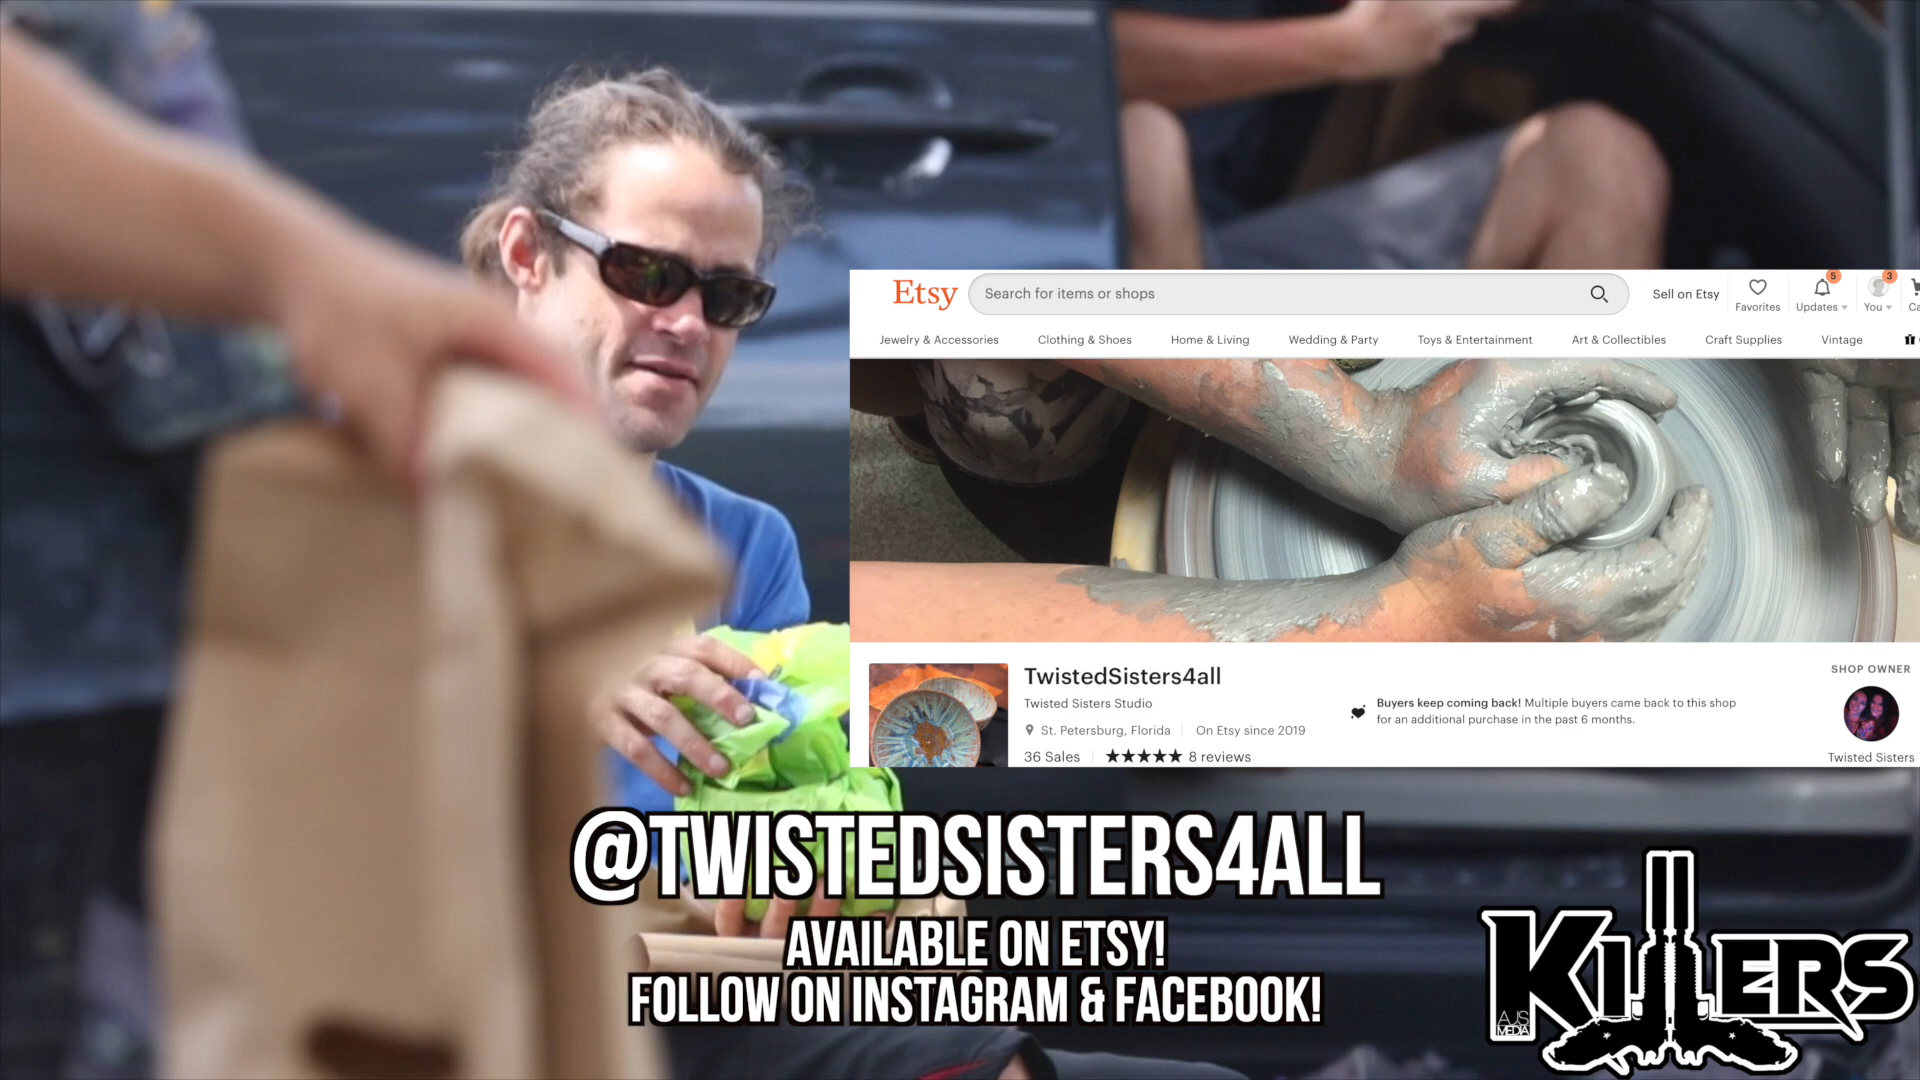 Etsy
Search for items or shops
Sell on Etsy
Favorites
5
Updates
3
You
Ca
Jewelry & Accessories
Clothing & Shoes
Home & Living
Wedding & Party
Toys & Entertainment
Art & Collectibles
Craft Supplies
Vintage
TwistedSisters4all
Twisted Sisters Studio
St. Petersburg, Florida
On Etsy since 2019
36 Sales
8 reviews
Buyers keep coming back! Multiple buyers came back to this shop
for an additional purchase in the past 6 months.
SHOP OWNER
Twisted Sisters
@TWISTEDSISTERS4ALL
AVAILABLE ON ETSY!
FOLLOW ON INSTAGRAM & FACEBOOK!
KILLERS
AJS
MEDIA